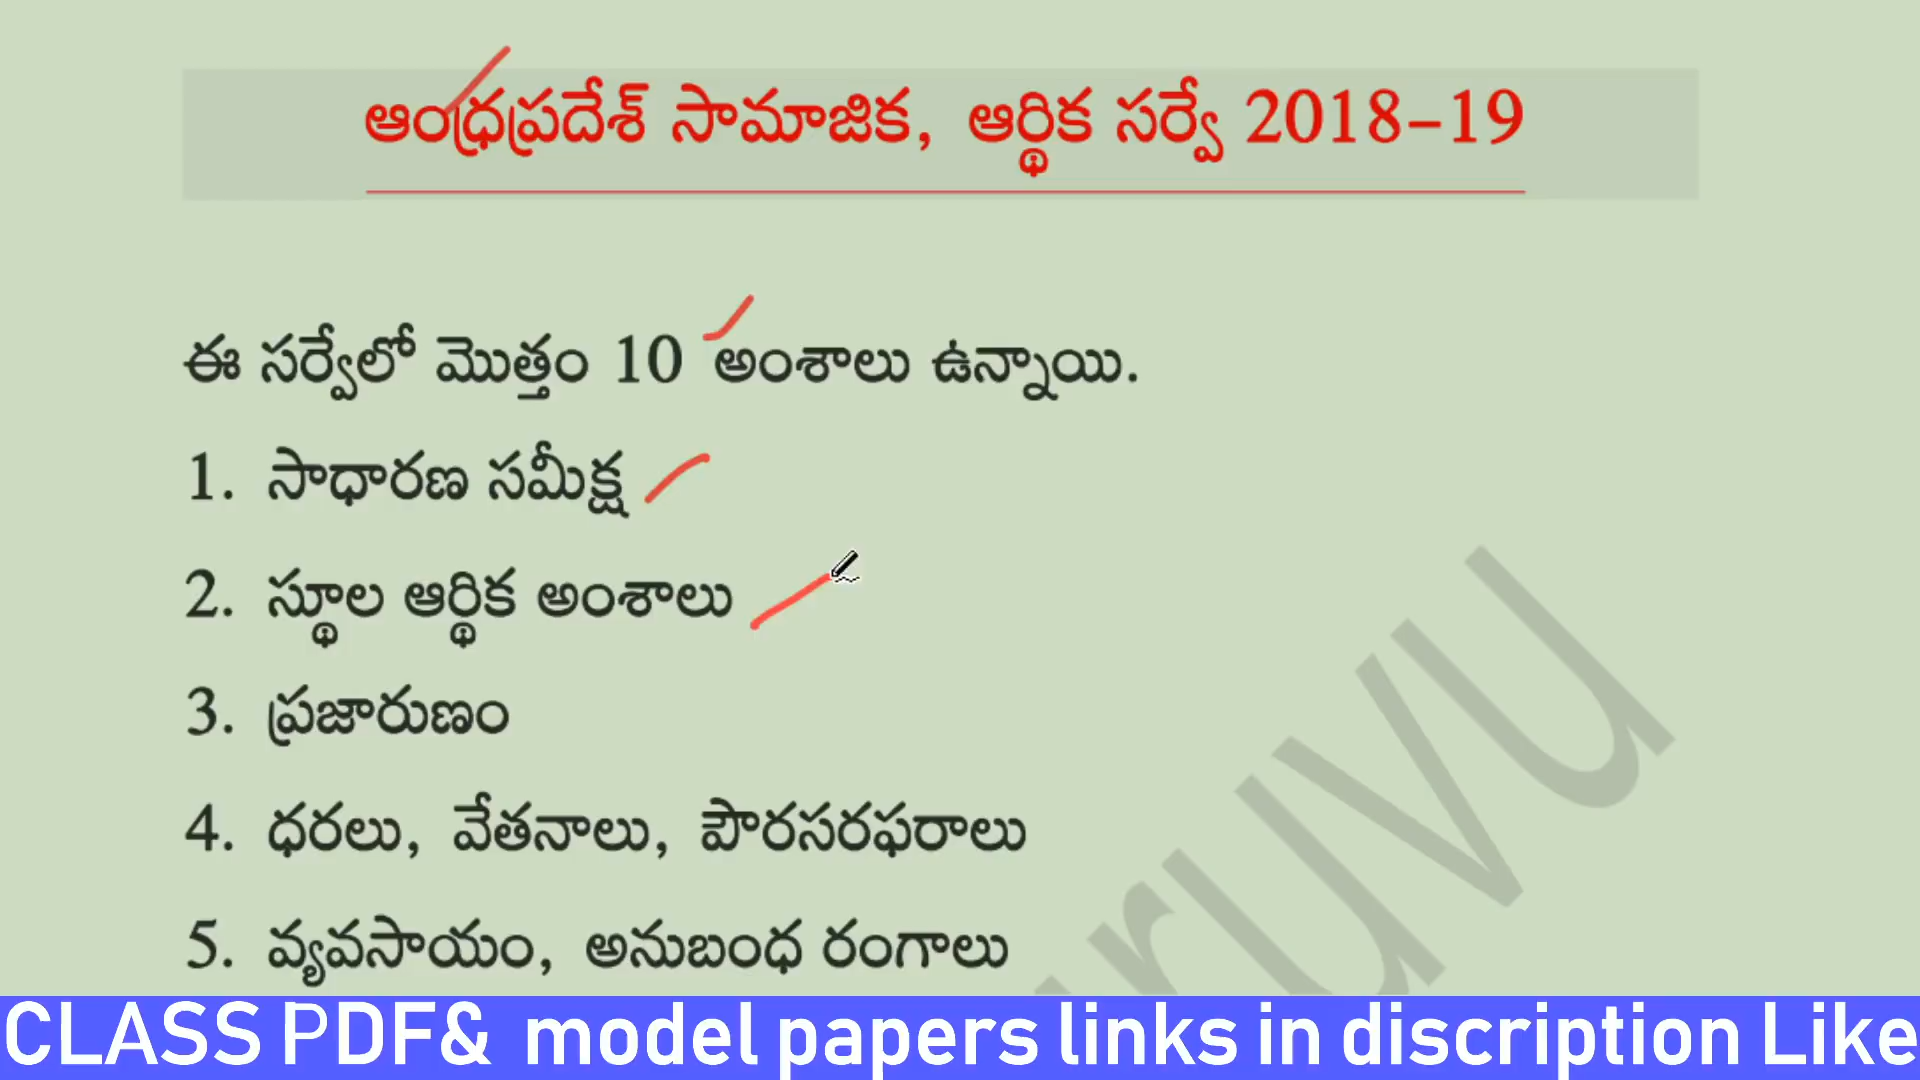 ఆంధ్రప్రదేశ్ సామాజిక, ఆర్థిక సర్వే 2018-19
ఈ సర్వేలో మొత్తం 10 అంశాలు ఉన్నాయి.
1. సాధారణ సమీక్ష
2. స్థూల ఆర్థిక అంశాలు
3. ప్రజారుణం
4. ధరలు, వేతనాలు, పౌరసరఫరాలు
5. వ్యవసాయం, అనుబంధ రంగాలు
uruvu
CLASS PDF& model papers links in discription Like